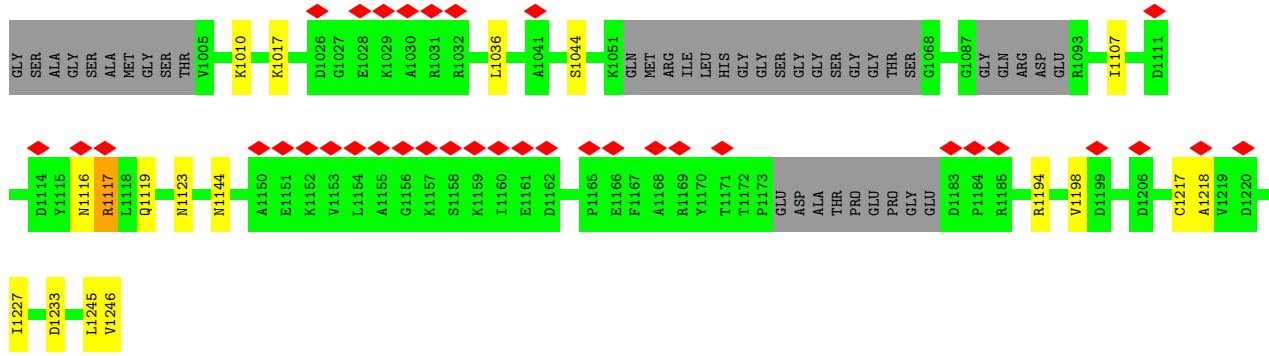 GLY SER ALA GLY SER ALA MET GLY SER THR V1005 K1010 K1017 D1026 G1027 E1028 K1029 A1030 R1031 R1032 L1036 A1041 S1044 K1051 GLN MET ARG ILE LEU HIS GLY GLY SER GLY GLY SER GLY GLY THR SER G1068 G1087 GLY GLN ARG ASP GLU R1093 I1107 D1111
D1114 Y1115 N1116 R1117 L1118 Q1119 N1123 N1144 A1150 E1151 K1152 V1153 L1154 A1155 G1156 K1157 S1158 K1159 I1160 E1161 D1162 P1165 E1166 F1167 A1168 R1169 Y1170 T1171 T1172 P1173 GLU ASP ALA THR PRO GLU PRO GLY GLU D1183 P1184 R1185 R1194 V1198 D1199 D1206 C1217 A1218 V1219 D1220
I1227 D1233 L1245 V1246